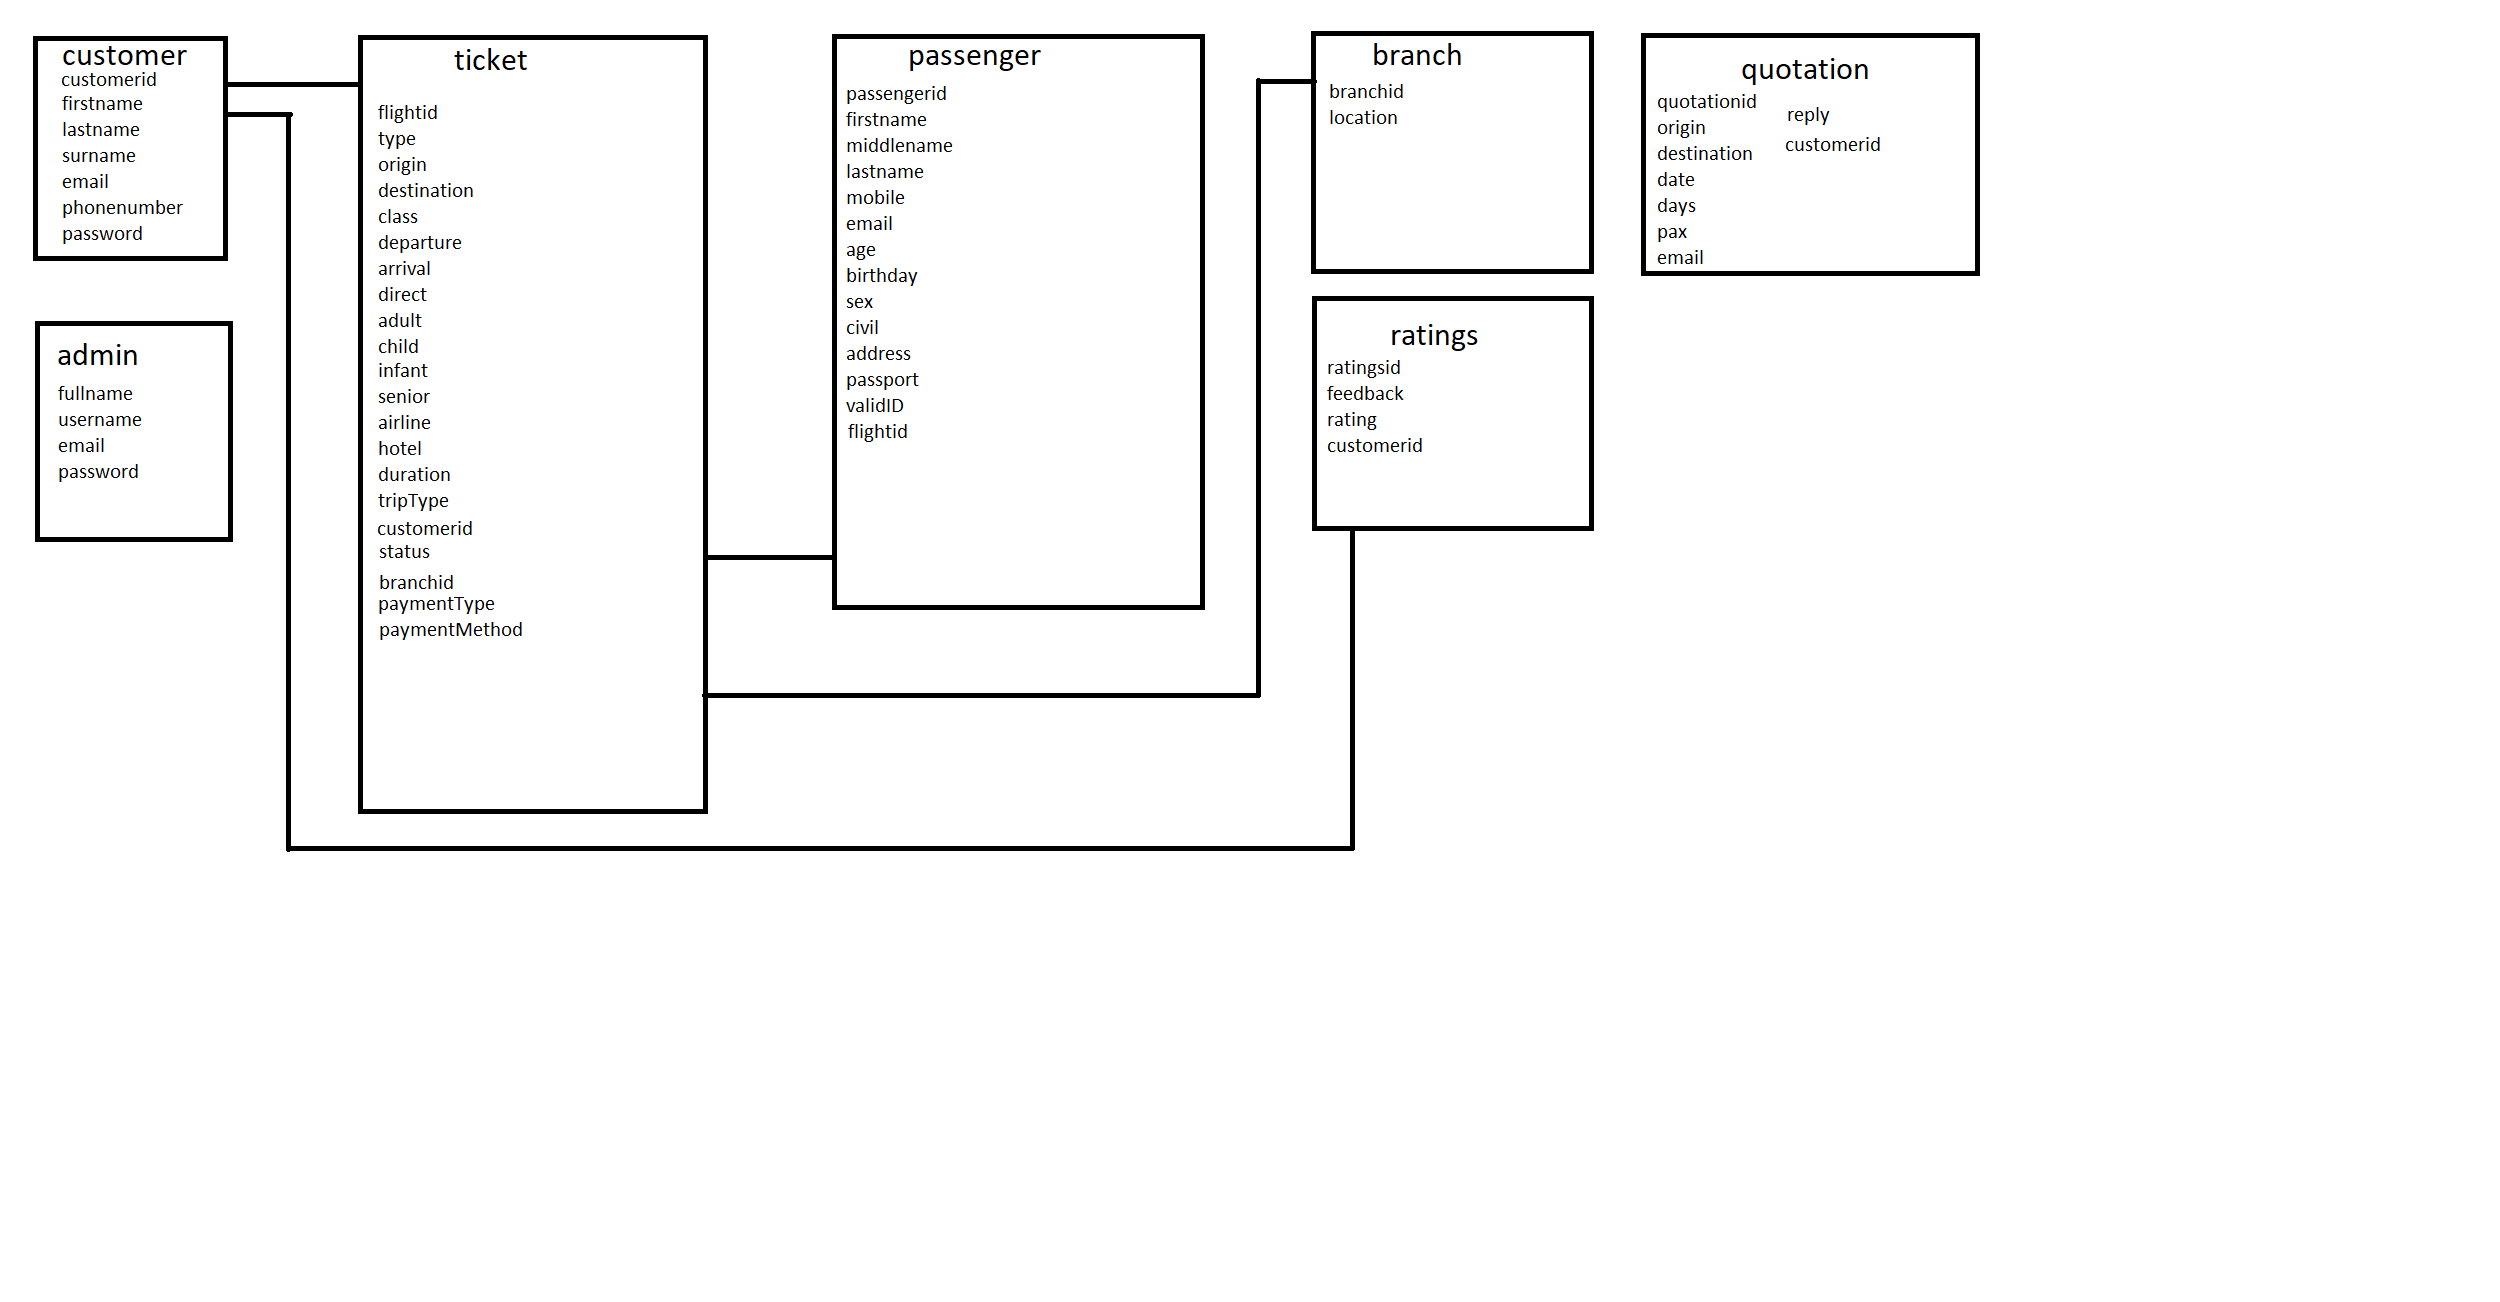 customer
customerid
firstname
lastname
surname
email
phonenumber
password
admin
fullname
username
email
password
ticket
flightid
type
origin
destination
class
departure
arrival
direct
adult
child
infant
senior
airline
hotel
duration
tripType
customerid
status
branchid
paymentType
paymentMethod
passenger
passengerid
firstname
middlename
lastname
mobile
email
age
birthday
sex
civil
address
passport
validID
flightid
branch
branchid
location
ratings
ratingsid
feedback
rating
customerid
quotation
quotationid
origin
destination
date
days
pax
email
reply
customerid